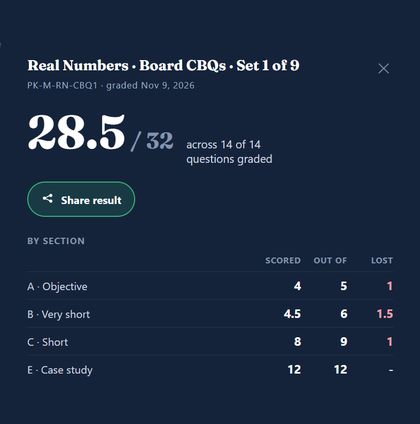 Real Numbers · Board CBQs · Set 1 of 9
PK-M-RN-CBQ1 · graded Nov 9, 2026
28.5 / 32 across 14 of 14
questions graded
Share result
BY SECTION
SCORED OUT OF LOST
A · Objective 4 5 1
B · Very short 4.5 6 1.5
C · Short 8 9 1
E · Case study 12 12 -